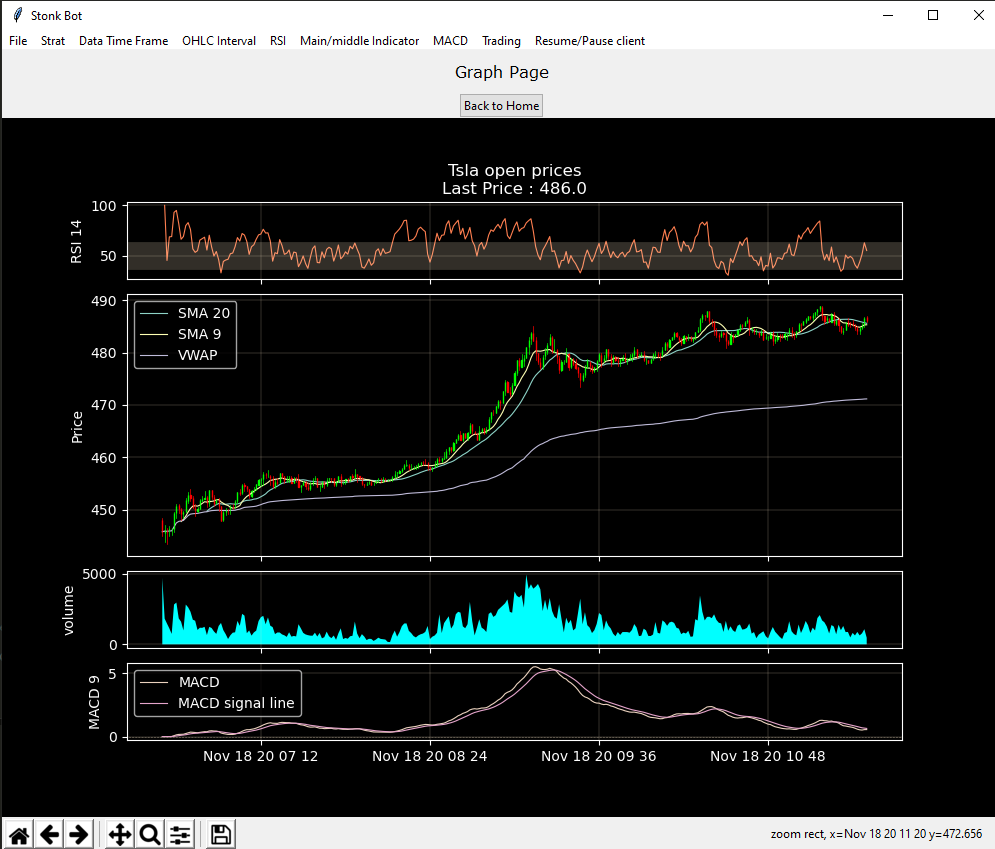 Stonk Bot
File Strat Data Time Frame OHLC Interval RSI Main/middle Indicator MACD Trading Resume/Pause client
Graph Page
Back to Home
Tsla open prices
Last Price : 486.0
RSI 14
100
50
Price
490
480
470
460
450
SMA 20
SMA 9
VWAP
volume
5000
0
MACD 9
5
0
MACD
MACD signal line
Nov 18 20 07 12 Nov 18 20 08 24 Nov 18 20 09 36 Nov 18 20 10 48
zoom rect, x=Nov 18 20 11 20 y=472.656